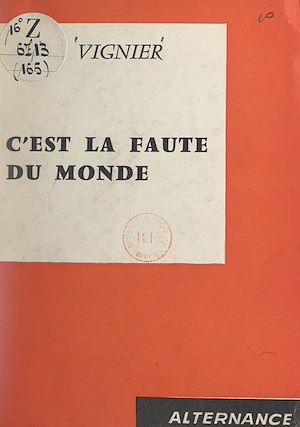 16° Z
6213
(165)
VIGNIER
C'EST LA FAUTE
DU MONDE
ALTERNANCE